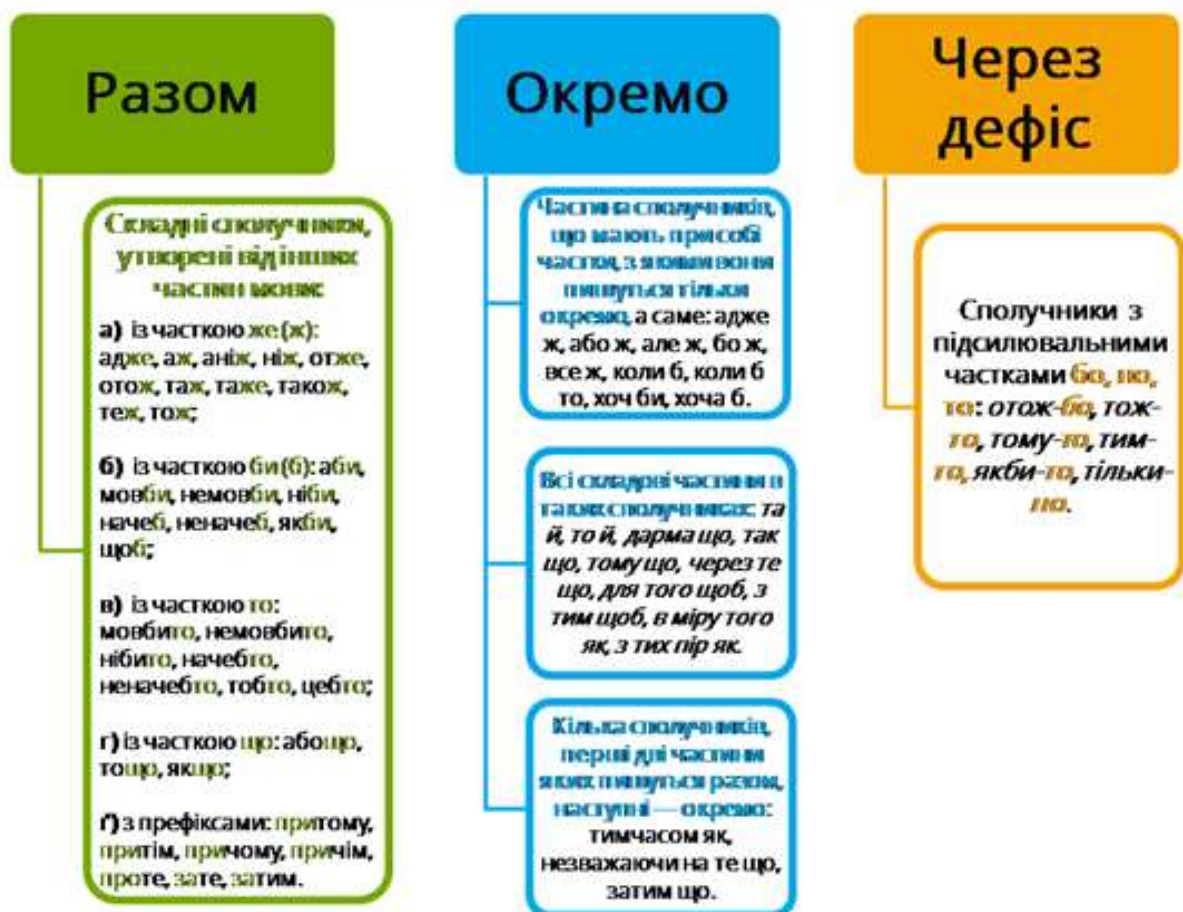 Разом
Складні сполучники,
утворені від інших
частин мови:
а) із часткою же (ж):
адже, аж, аніж, ніж, отже,
отож, таж, таже, також,
теж, тож;
б) із часткою би (б): аби,
мовби, немовби, ніби,
начеб, неначеб, якби,
щоб;
в) із часткою то:
мовбито, немовбито,
нібито, начебто,
неначебто, тобто, цебто;
г) із часткою що: абощо,
тощо, якщо;
ґ) з префіксами: притому,
притім, причому, причім,
проте, зате, затим.
Окремо
Частина сполучників,
що мають при собі
частки, з якими вони
пишуться тільки
окремо, а саме: адже
ж, або ж, але ж, бо ж,
все ж, коли б, коли б
то, хоч би, хоча б.
Всі складові частини в
таких сполучниках: та
й, то й, дарма що, так
що, тому що, через те
що, для того щоб, з
тим щоб, в міру того
як, з тих пір як.
Кілька сполучників,
перші дві частини
яких пишуться разом,
наступні — окремо:
тимчасом як,
незважаючи на те що,
затим що.
Через
дефіс
Сполучники з
підсилювальними
частками бо, но,
то: отож-бо, тож-
то, тому-то, тим-
то, якби-то, тільки-
но.